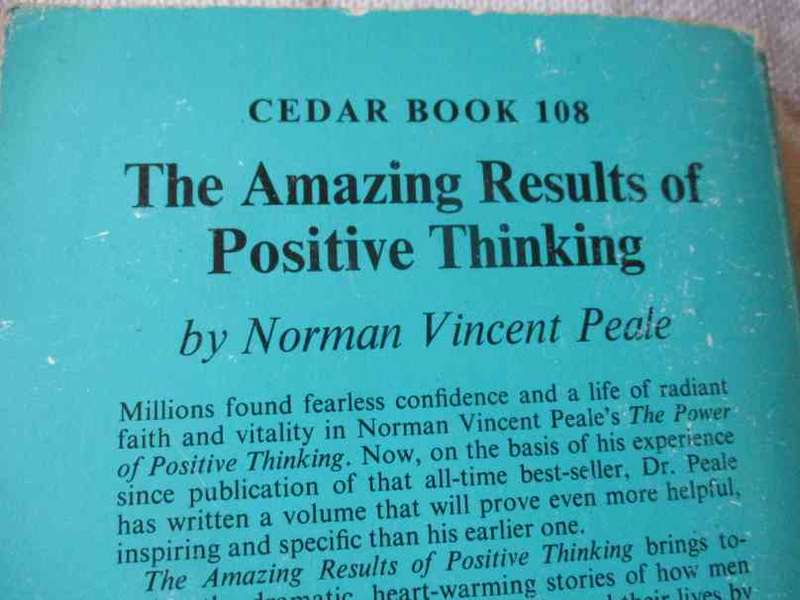 CEDAR BOOK 108
The Amazing Results of
Positive Thinking
by Norman Vincent Peale
Millions found fearless confidence and a life of radiant
faith and vitality in Norman Vincent Peale's The Power
of Positive Thinking. Now, on the basis of his experience
since publication of that all-time best-seller, Dr. Peale
has written a volume that will prove even more helpful,
inspiring and specific than his earlier one.
The Amazing Results of Positive Thinking brings to-
dramatic, heart-warming stories of how men
their lives by